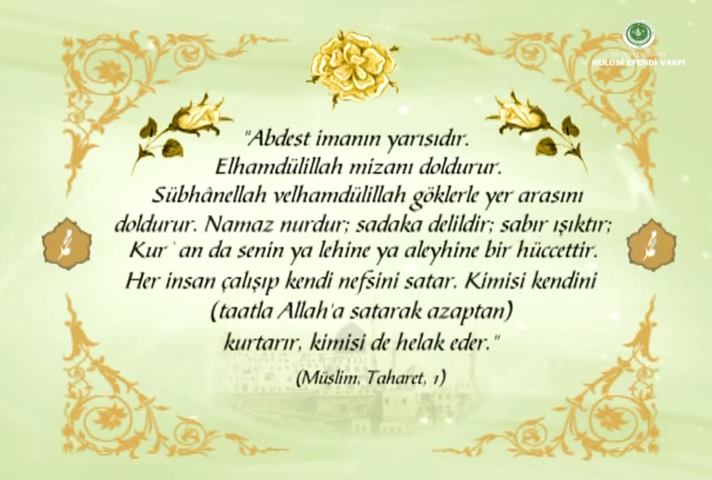 HULÛSİ EFENDİ VAKFI
"Abdest imanın yarısıdır.
Elhamdülillah mizanı doldurur.
Sübhânellah velhamdülillah göklerle yer arasını
doldurur. Namaz nurdur; sadaka delildir; sabır ışıktır;
Kur`an da senin ya lehine ya aleyhine bir hüccettir.
Her insan çalışıp kendi nefsini satar. Kimisi kendini
(taatla Allah'a satarak azaptan)
kurtarır, kimisi de helak eder."
(Müslim, Taharet, 1)